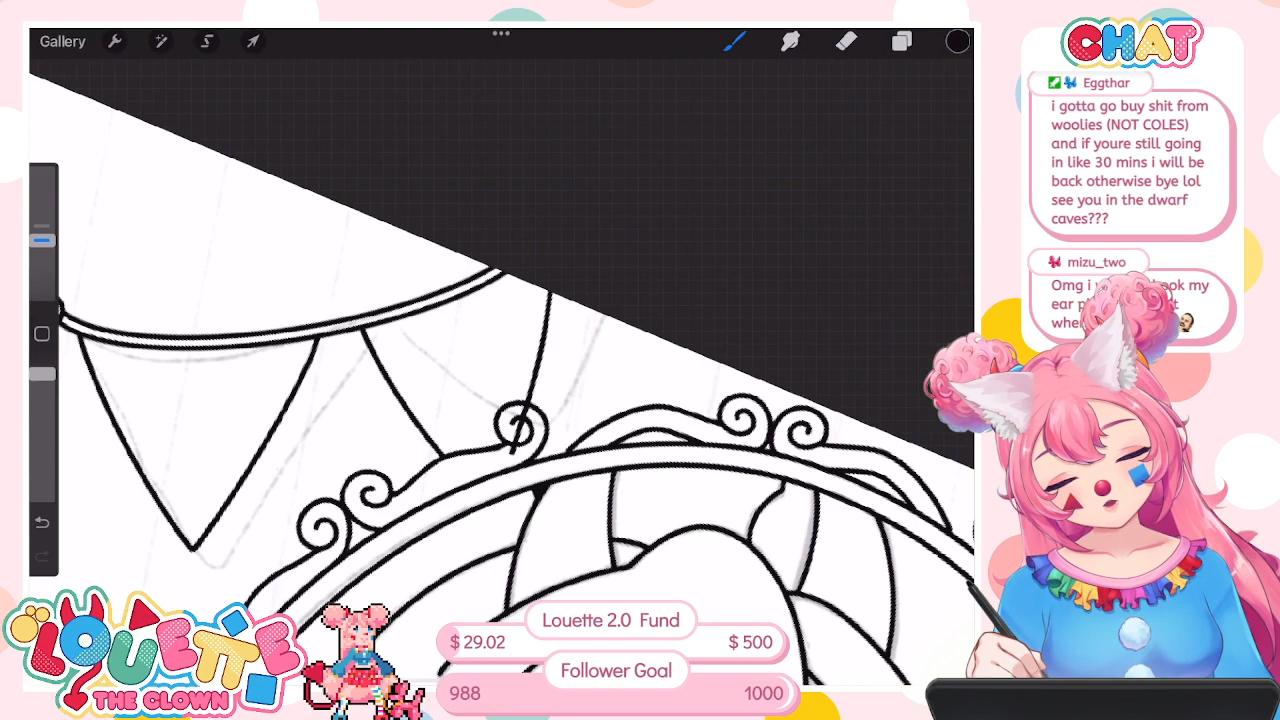 Gallery
CHAT
Eggthar
i gotta go buy shit from
woolies (NOT COLES)
and if youre still going
in like 30 mins i will be
back otherwise bye lol
see you in the dwarf
caves???
mizu_two
Omg i my
ear
Louette 2.0 Fund
$ 29.02
$ 500
Follower Goal
988
1000
LOUETTE
THE CLOWN